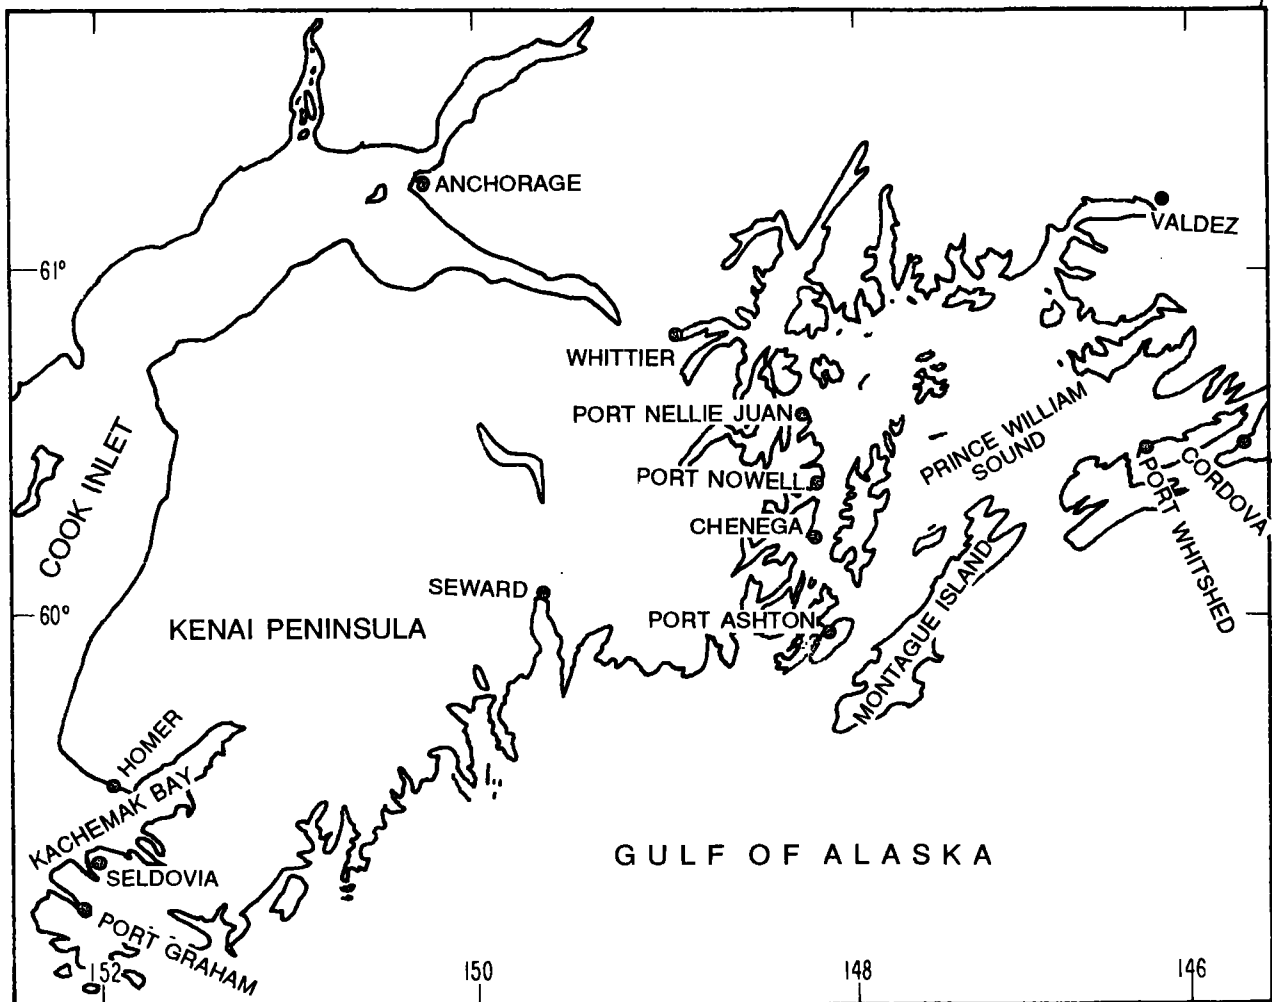 ANCHORAGE
VALDEZ
61°
WHITTIER
PORT NELLIE JUAN
PRINCE WILLIAM
SOUND
COOK INLET
PORT NOWELL
CORDOVA
PORT WHITSHED
CHENEGA
SEWARD
60°
KENAI PENINSULA
PORT ASHTON
MONTAGUE ISLAND
HOMER
KACHEMAK BAY
SELDOVIA
GULF OF ALASKA
PORT GRAHAM
152
150
148
146